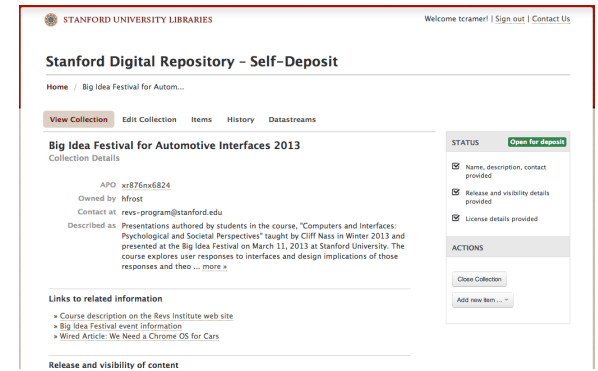 STANFORD UNIVERSITY LIBRARIES
Welcome tcramer! | Sign out | Contact Us
Stanford Digital Repository – Self-Deposit
Home / Big Idea Festival for Autom...
View Collection Edit Collection Items History Datastreams
Big Idea Festival for Automotive Interfaces 2013
Collection Details
APO xr876nx6824
Owned by hfrost
Contact at revs-program@stanford.edu
Described as Presentations authored by students in the course, "Computers and Interfaces:
Psychological and Societal Perspectives" taught by Cliff Nass in Winter 2013 and
presented at the Big Idea Festival on March 11, 2013 at Stanford University. The
course explores user responses to interfaces and design implications of those
responses and theo ... more »
Links to related information
» Course description on the Revs Institute web site
» Big Idea Festival event information
» Wired Article: We Need a Chrome OS for Cars
Release and visibility of content
STATUS Open for deposit
Name, description, contact
provided
Release and visibility details
provided
License details provided
ACTIONS
Close Collection
Add new item ...